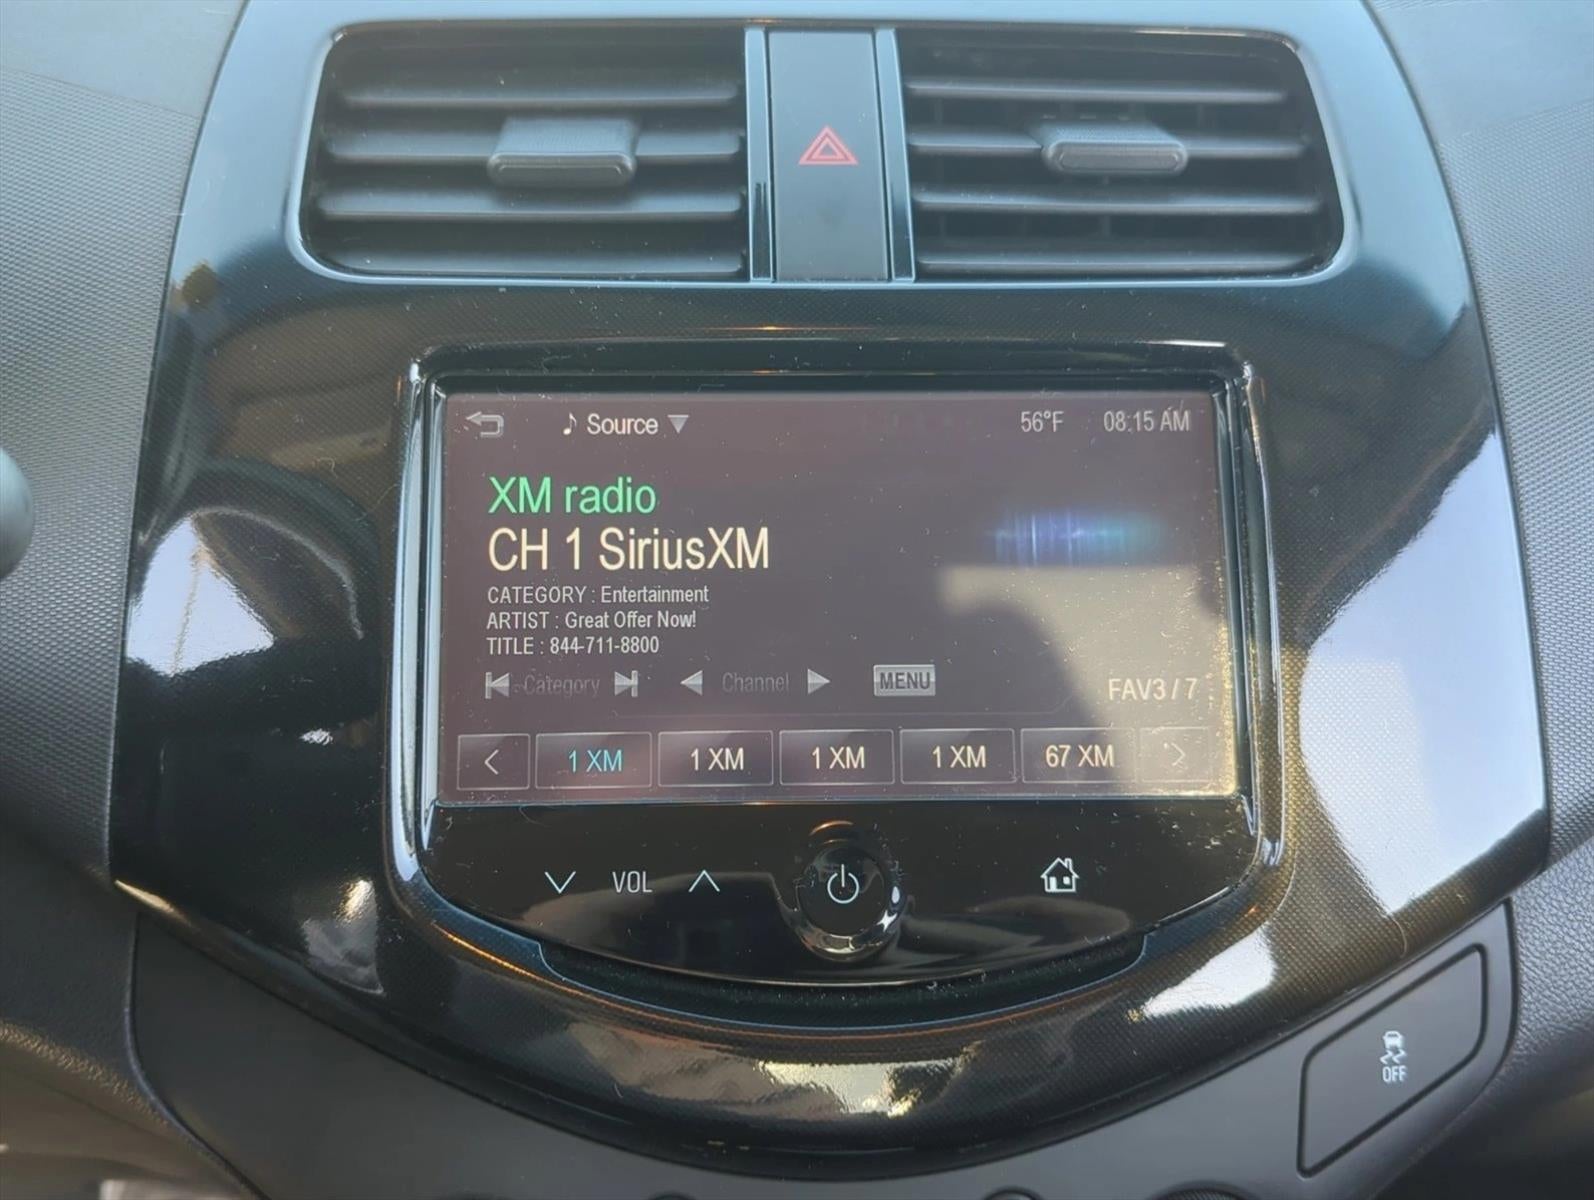 Source
56°F 08:15 AM
XM radio
CH 1 SiriusXM
CATEGORY : Entertainment
ARTIST : Great Offer Now!
TITLE : 844-711-8800
Category Channel MENU FAV3 / 7
1 XM 1 XM 1 XM 1 XM 67 XM
VOL
OFF